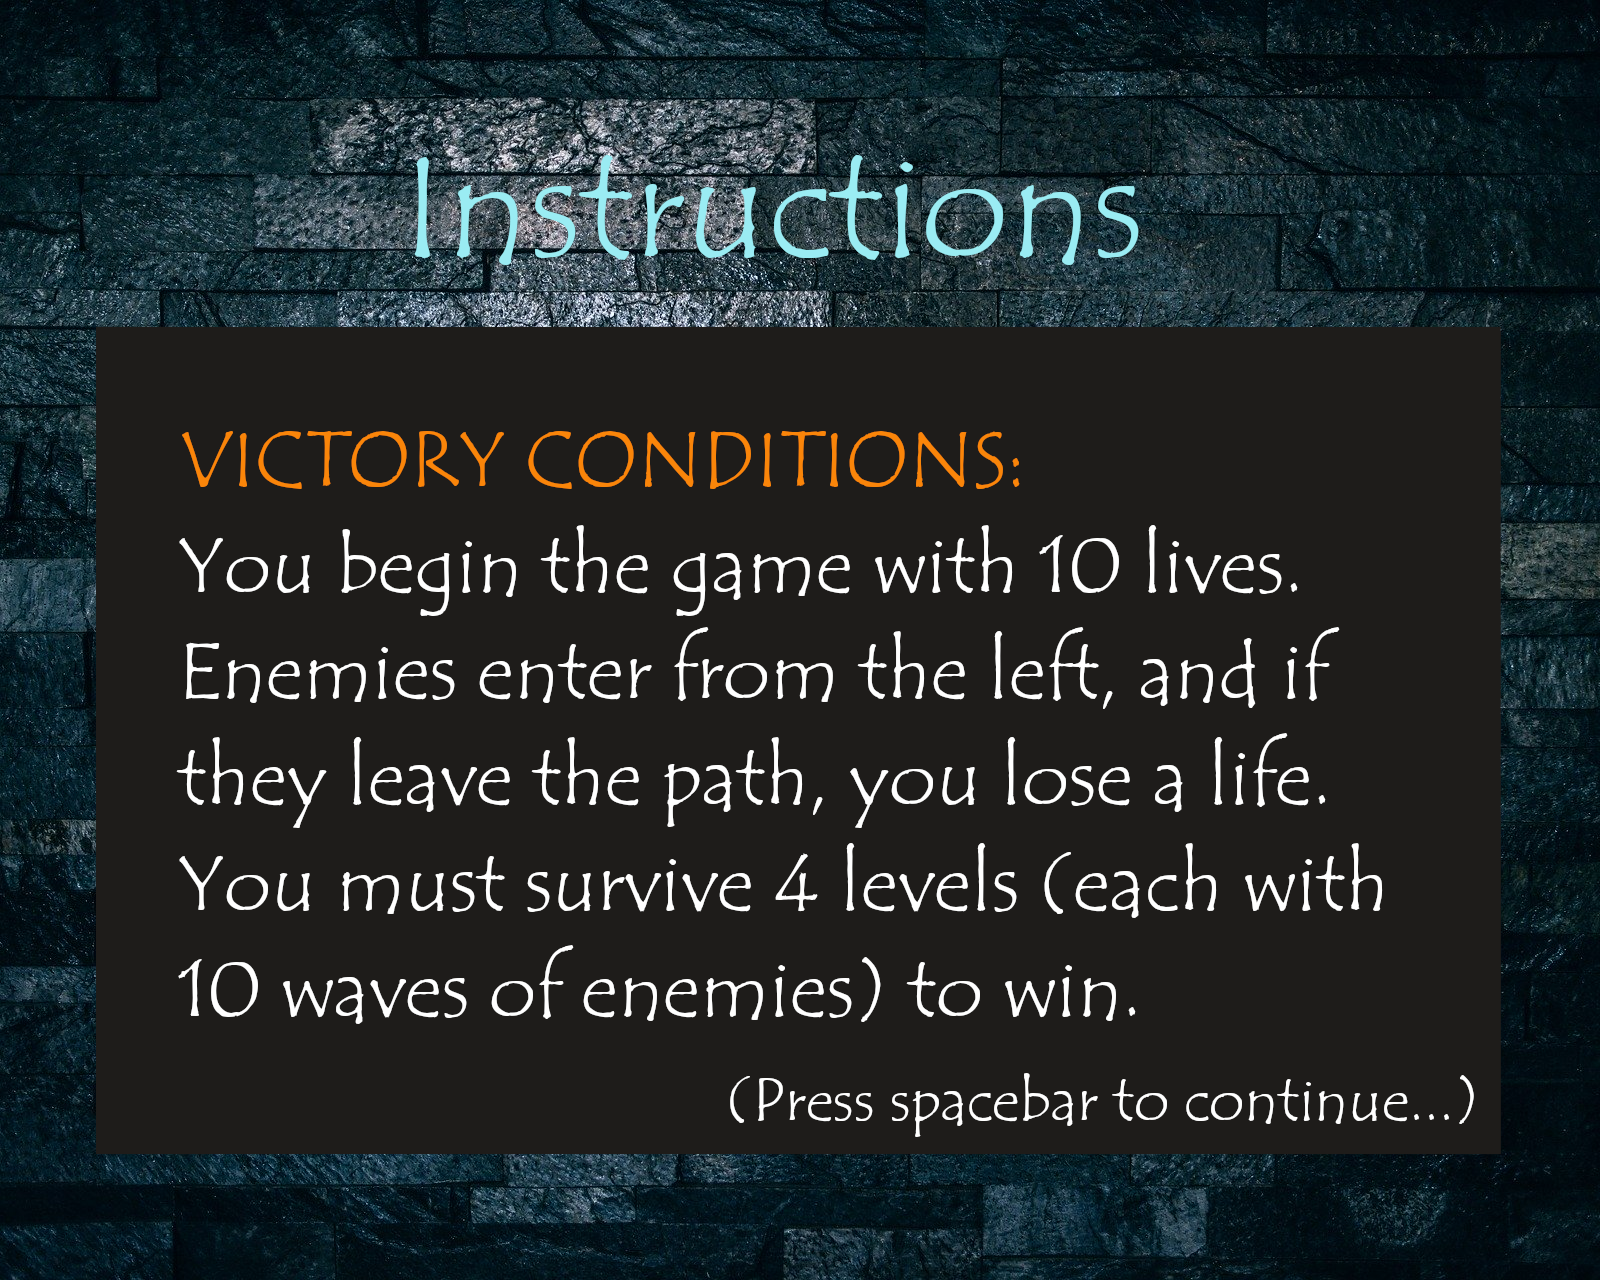 Instructions
VICTORY CONDITIONS:
You begin the game with 10 lives.
Enemies enter from the left, and if
they leave the path, you lose a life.
You must survive 4 levels (each with
10 waves of enemies) to win.
(Press spacebar to continue...)